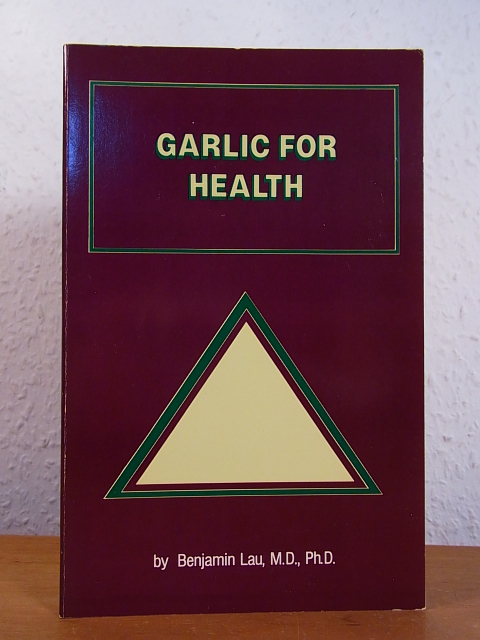 GARLIC FOR
HEALTH
by Benjamin Lau, M.D., Ph.D.